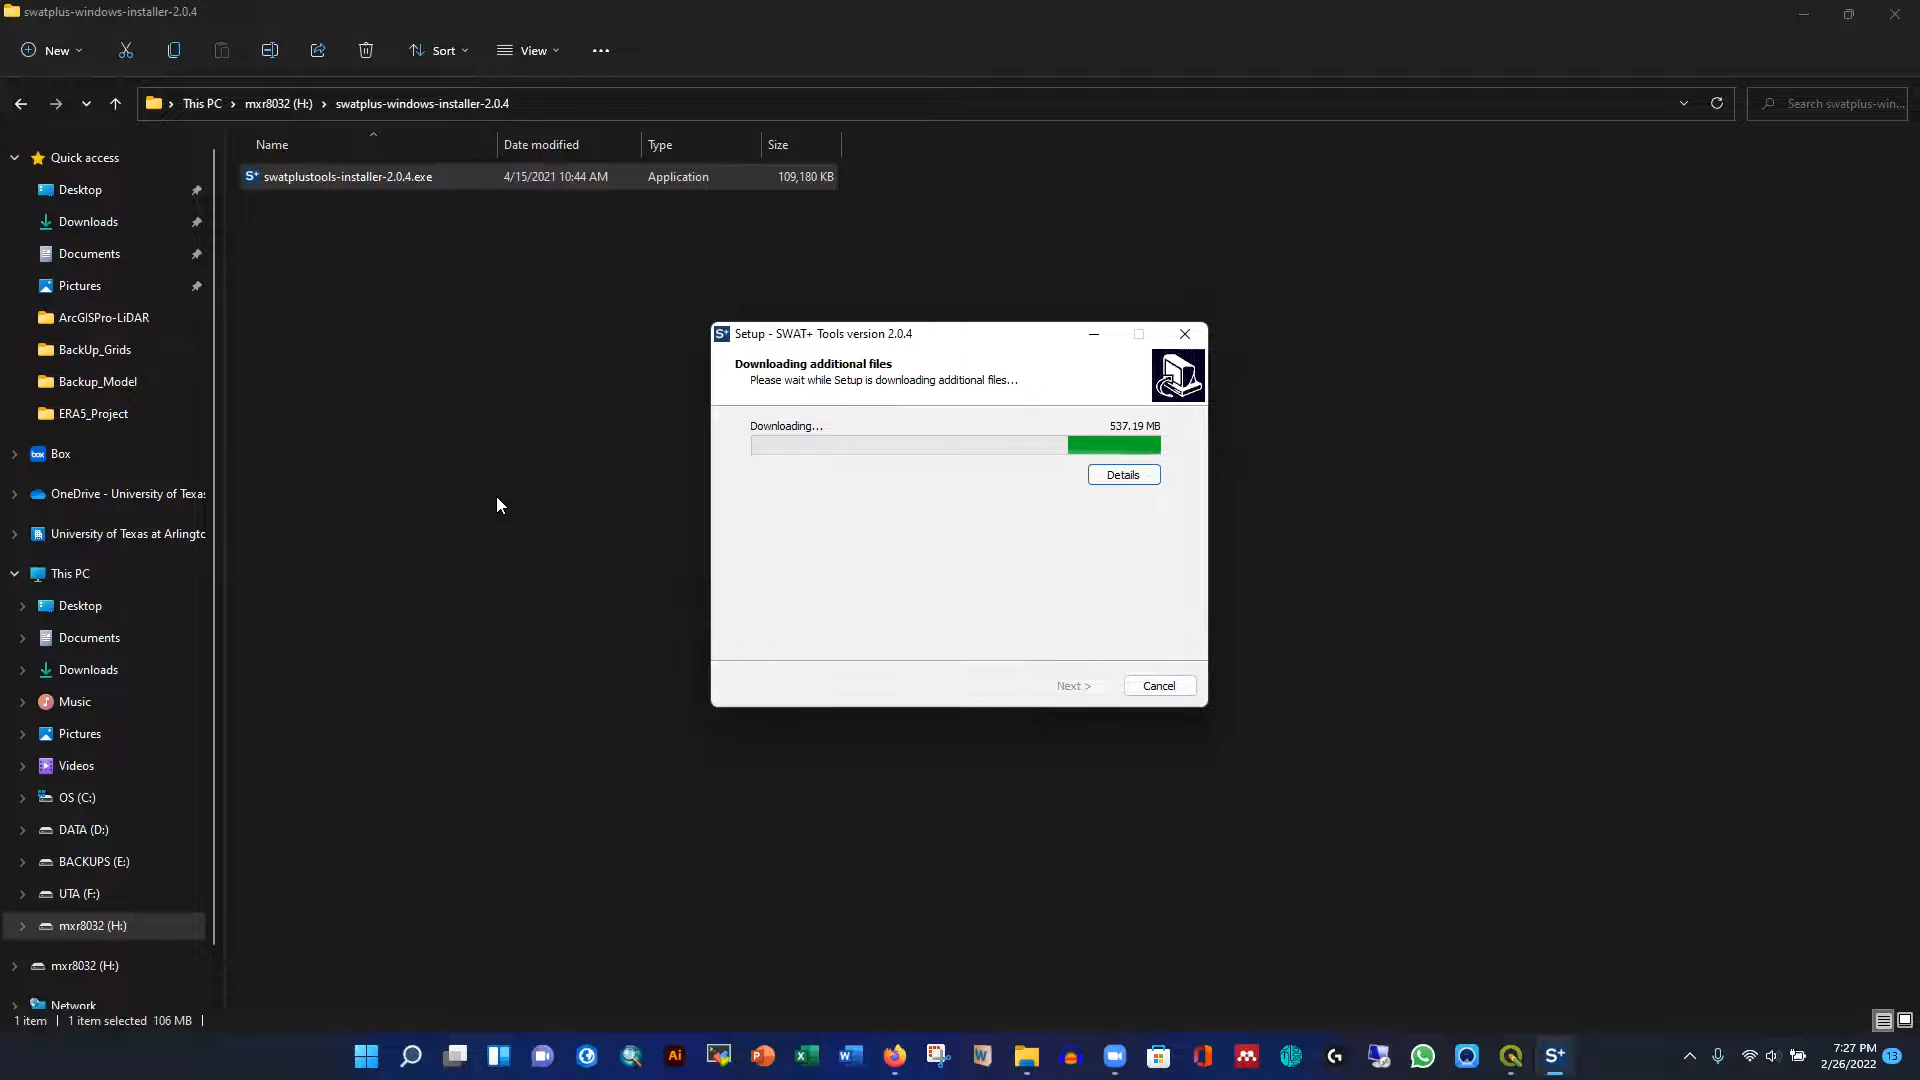 swatplus-windows-installer-2.0.4
New
Sort
View
This PC > mxr8032 (H:) > swatplus-windows-installer-2.0.4
Search swatplus-win...
Name Date modified Type Size
swatplustools-installer-2.0.4.exe 4/15/2021 10:44 AM Application 109,180 KB
Quick access
Desktop
Downloads
Documents
Pictures
ArcGISPro-LiDAR
BackUp_Grids
Backup_Model
ERA5_Project
Box
OneDrive - University of Texas
University of Texas at Arlingto
This PC
Desktop
Documents
Downloads
Music
Pictures
Videos
OS (C:)
DATA (D:)
BACKUPS (E:)
UTA (F:)
mxr8032 (H:)
mxr8032 (H:)
Network
Setup - SWAT+ Tools version 2.0.4
Downloading additional files
Please wait while Setup is downloading additional files...
Downloading... 537.19 MB
Details
Next >
Cancel
1 item 1 item selected 106 MB
7:27 PM
2/26/2022
13